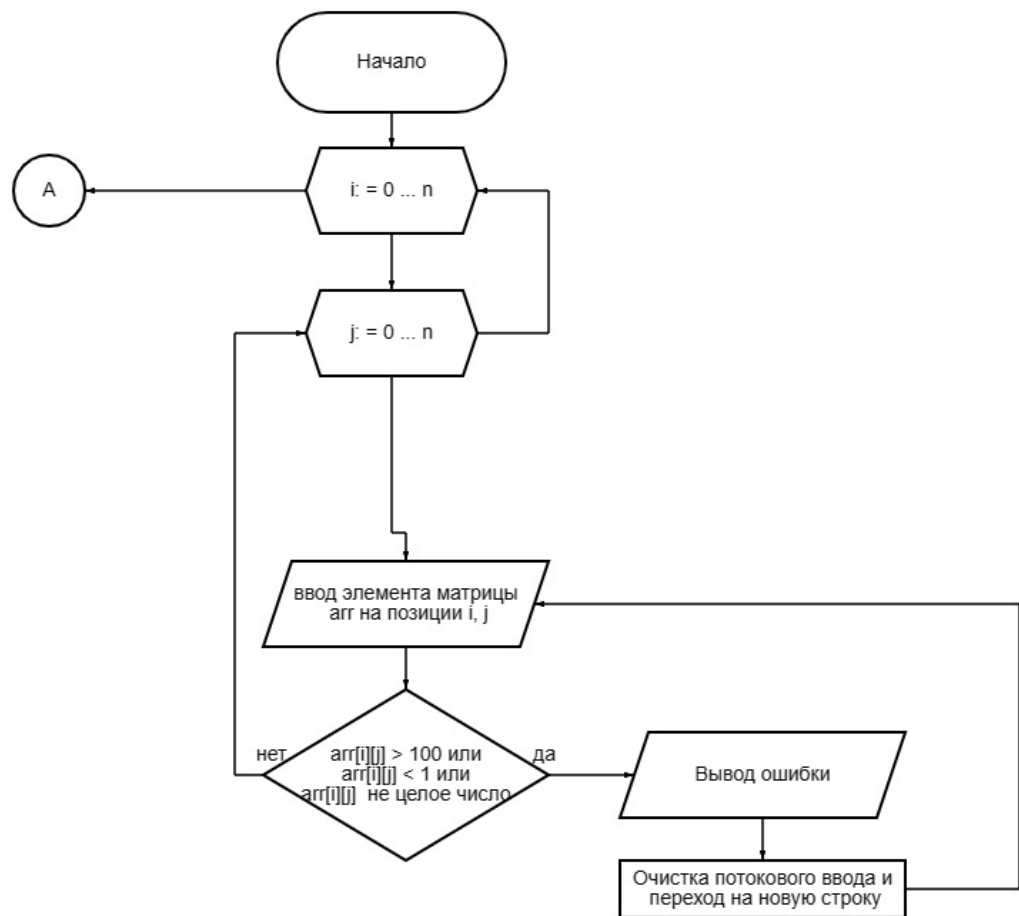 Начало
A
i: = 0 ... n
j: = 0 ... n
ввод элемента матрицы
arr на позиции i, j
нет
arr[i][j] > 100 или
arr[i][j] < 1 или
arr[i][j] не целое число
да
Вывод ошибки
Очистка потокового ввода и
переход на новую строку